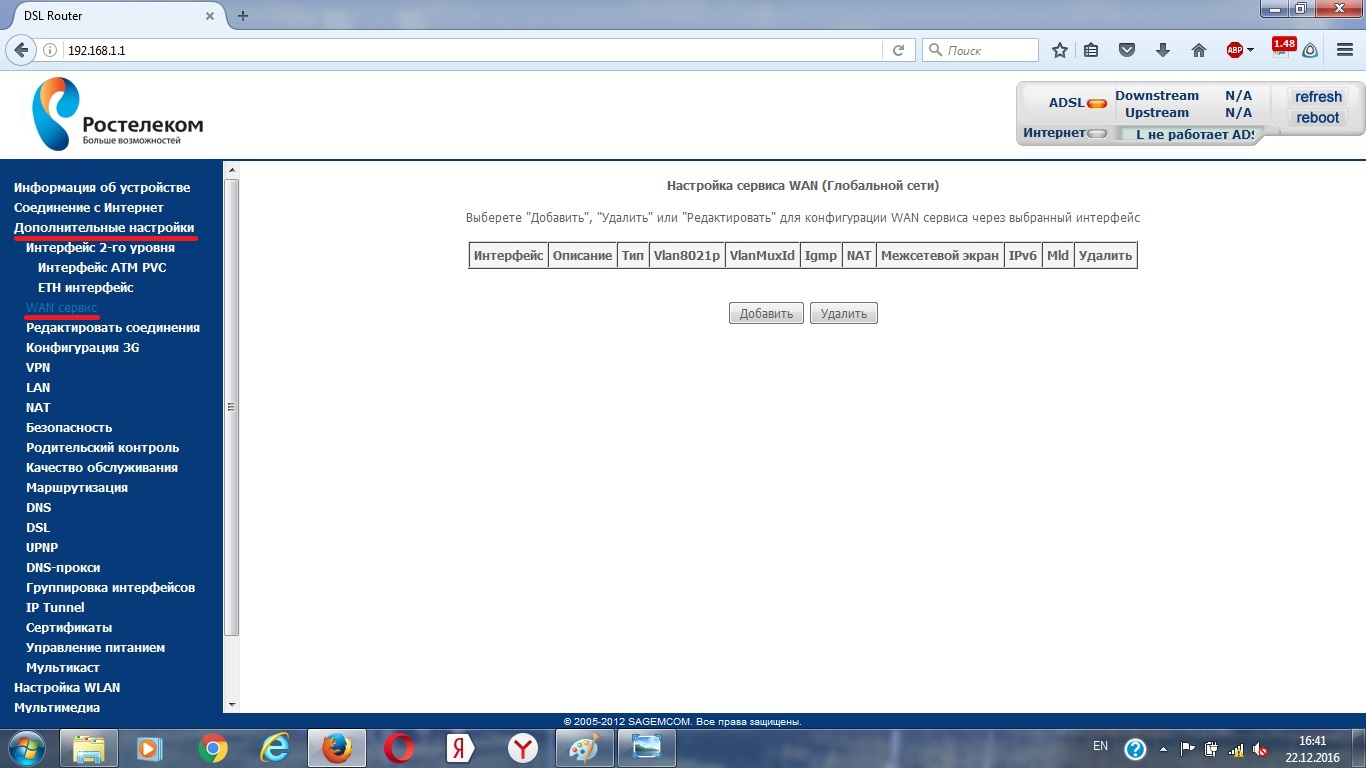 DSL Router
192.168.1.1
Поиск
ABP
1.48
Ростелеком
Больше возможностей
ADSL Downstream N/A
Upstream N/A
Интернет L не работает ADS
refresh
reboot
Информация об устройстве
Соединение с Интернет
Дополнительные настройки
Интерфейс 2-го уровня
Интерфейс ATM PVC
ETH интерфейс
WAN сервис
Редактировать соединения
Конфигурация 3G
VPN
LAN
NAT
Безопасность
Родительский контроль
Качество обслуживания
Маршрутизация
DNS
DSL
UPNP
DNS-прокси
Группировка интерфейсов
IP Tunnel
Сертификаты
Управление питанием
Мультикаст
Настройка WLAN
Мультимедиа
Настройка сервиса WAN (Глобальной сети)
Выберете "Добавить", "Удалить" или "Редактировать" для конфигурации WAN сервиса через выбранный интерфейс
Интерфейс Описание Тип Vlan8021p VlanMuxId Igmp NAT Межсетевой экран IPv6 Mld Удалить
Добавить Удалить
© 2005-2012 SAGEMCOM. Все права защищены.
EN
16:41
22.12.2016